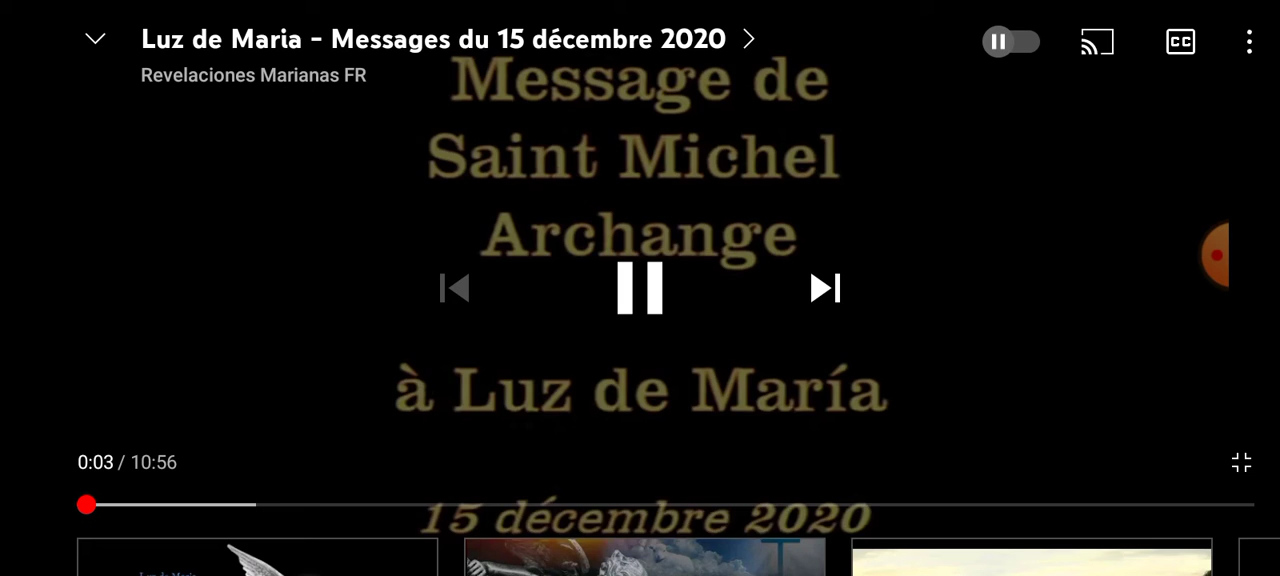 Luz de Maria - Messages du 15 décembre 2020
Revelaciones Marianas FR
CC
Message de
Saint Michel
Archange
à Luz de María
0:03 / 10:56
15 décembre 2020